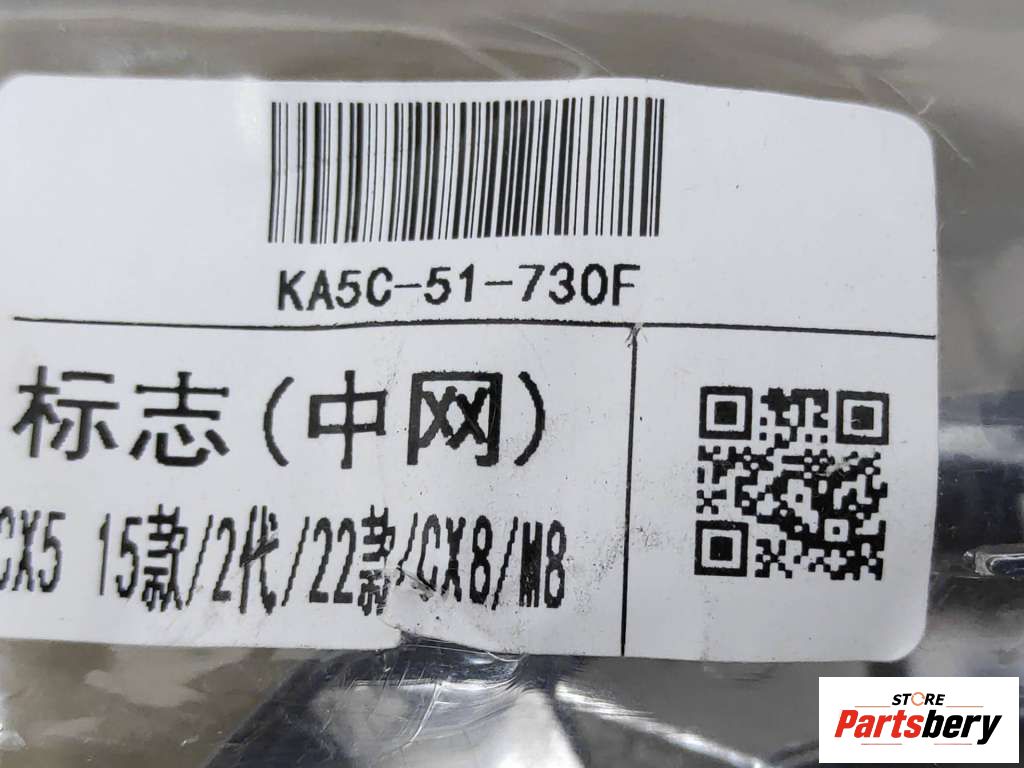 KA5C-51-730F
标志(中网)
CX5 15款/2代/22款/CX8/M8
STORE
Partsbery